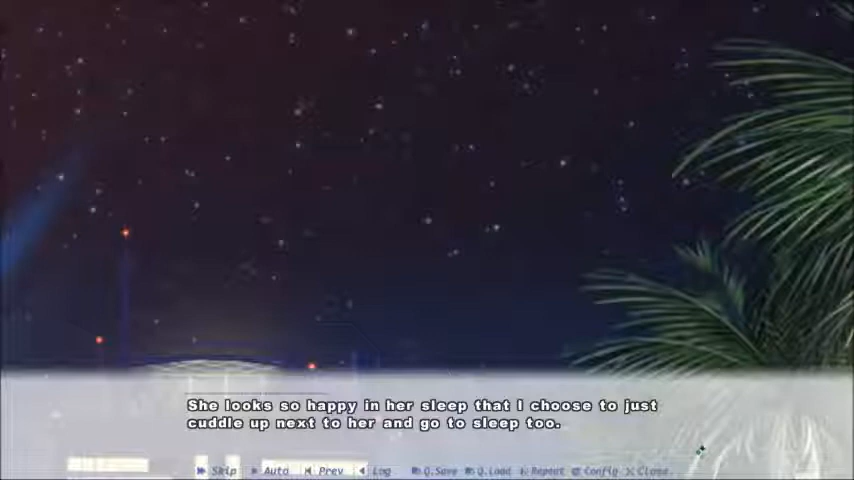 She looks so happy in her sleep that I choose to just
cuddle up next to her and go to sleep too.
Skip Auto Prev Log Q.Save Q.Load Repeat Config Close